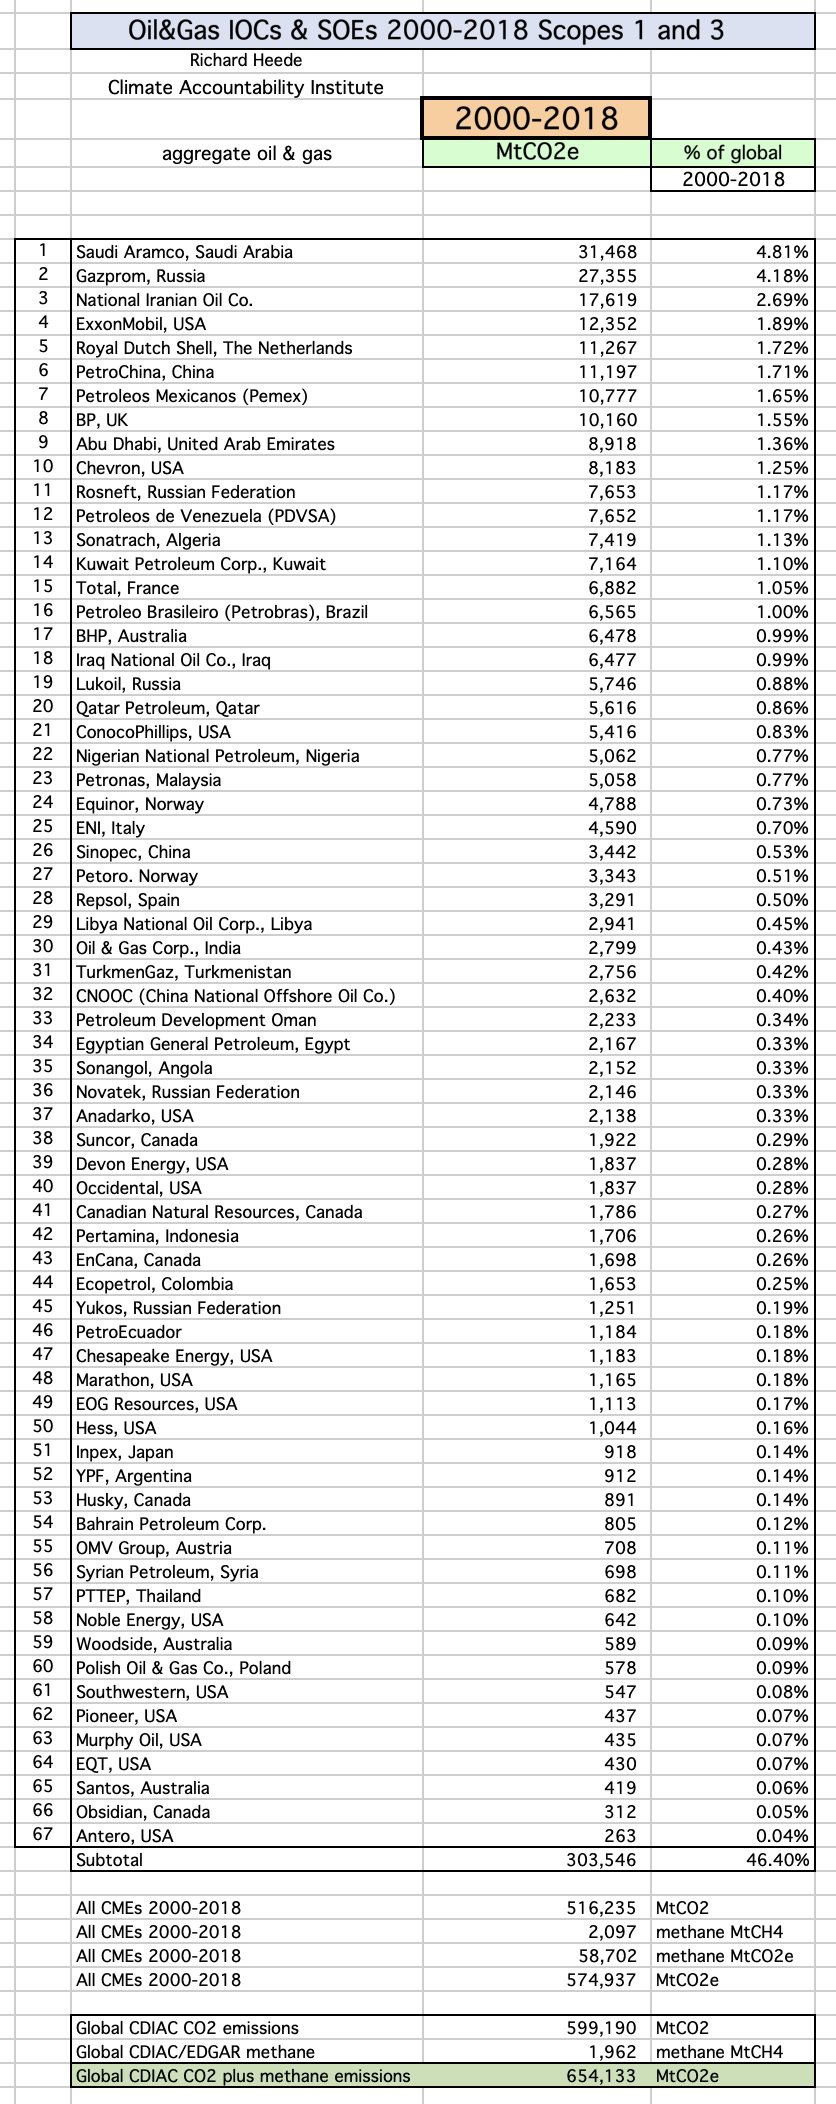 Oil&Gas IOCs & SOEs 2000-2018 Scopes 1 and 3
Richard Heede
Climate Accountability Institute
2000-2018
aggregate oil & gas MtCO2e % of global
2000-2018
1 Saudi Aramco, Saudi Arabia 31,468 4.81%
2 Gazprom, Russia 27,355 4.18%
3 National Iranian Oil Co. 17,619 2.69%
4 ExxonMobil, USA 12,352 1.89%
5 Royal Dutch Shell, The Netherlands 11,267 1.72%
6 PetroChina, China 11,197 1.71%
7 Petroleos Mexicanos (Pemex) 10,777 1.65%
8 BP, UK 10,160 1.55%
9 Abu Dhabi, United Arab Emirates 8,918 1.36%
10 Chevron, USA 8,183 1.25%
11 Rosneft, Russian Federation 7,653 1.17%
12 Petroleos de Venezuela (PDVSA) 7,652 1.17%
13 Sonatrach, Algeria 7,419 1.13%
14 Kuwait Petroleum Corp., Kuwait 7,164 1.10%
15 Total, France 6,882 1.05%
16 Petroleo Brasileiro (Petrobras), Brazil 6,565 1.00%
17 BHP, Australia 6,478 0.99%
18 Iraq National Oil Co., Iraq 6,477 0.99%
19 Lukoil, Russia 5,746 0.88%
20 Qatar Petroleum, Qatar 5,616 0.86%
21 ConocoPhillips, USA 5,416 0.83%
22 Nigerian National Petroleum, Nigeria 5,062 0.77%
23 Petronas, Malaysia 5,058 0.77%
24 Equinor, Norway 4,788 0.73%
25 ENI, Italy 4,590 0.70%
26 Sinopec, China 3,442 0.53%
27 Petoro. Norway 3,343 0.51%
28 Repsol, Spain 3,291 0.50%
29 Libya National Oil Corp., Libya 2,941 0.45%
30 Oil & Gas Corp., India 2,799 0.43%
31 TurkmenGaz, Turkmenistan 2,756 0.42%
32 CNOOC (China National Offshore Oil Co.) 2,632 0.40%
33 Petroleum Development Oman 2,233 0.34%
34 Egyptian General Petroleum, Egypt 2,167 0.33%
35 Sonangol, Angola 2,152 0.33%
36 Novatek, Russian Federation 2,146 0.33%
37 Anadarko, USA 2,138 0.33%
38 Suncor, Canada 1,922 0.29%
39 Devon Energy, USA 1,837 0.28%
40 Occidental, USA 1,837 0.28%
41 Canadian Natural Resources, Canada 1,786 0.27%
42 Pertamina, Indonesia 1,706 0.26%
43 EnCana, Canada 1,698 0.26%
44 Ecopetrol, Colombia 1,653 0.25%
45 Yukos, Russian Federation 1,251 0.19%
46 PetroEcuador 1,184 0.18%
47 Chesapeake Energy, USA 1,183 0.18%
48 Marathon, USA 1,165 0.18%
49 EOG Resources, USA 1,113 0.17%
50 Hess, USA 1,044 0.16%
51 Inpex, Japan 918 0.14%
52 YPF, Argentina 912 0.14%
53 Husky, Canada 891 0.14%
54 Bahrain Petroleum Corp. 805 0.12%
55 OMV Group, Austria 708 0.11%
56 Syrian Petroleum, Syria 698 0.11%
57 PTTEP, Thailand 682 0.10%
58 Noble Energy, USA 642 0.10%
59 Woodside, Australia 589 0.09%
60 Polish Oil & Gas Co., Poland 578 0.09%
61 Southwestern, USA 547 0.08%
62 Pioneer, USA 437 0.07%
63 Murphy Oil, USA 435 0.07%
64 EQT, USA 430 0.07%
65 Santos, Australia 419 0.06%
66 Obsidian, Canada 312 0.05%
67 Antero, USA 263 0.04%
Subtotal 303,546 46.40%
All CMEs 2000-2018 516,235 MtCO2
All CMEs 2000-2018 2,097 methane MtCH4
All CMEs 2000-2018 58,702 methane MtCO2e
All CMEs 2000-2018 574,937 MtCO2e
Global CDIAC CO2 emissions 599,190 MtCO2
Global CDIAC/EDGAR methane 1,962 methane MtCH4
Global CDIAC CO2 plus methane emissions 654,133 MtCO2e